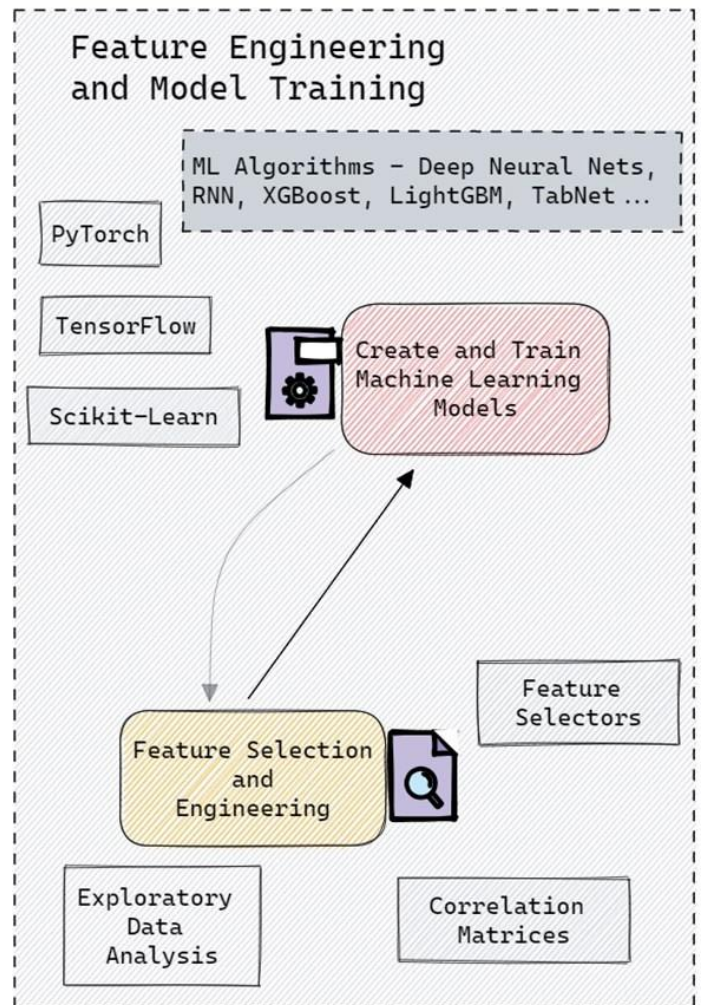 Feature Engineering
and Model Training
ML Algorithms - Deep Neural Nets,
RNN, XGBoost, LightGBM, TabNet...
PyTorch
TensorFlow
Scikit-Learn
Create and Train
Machine Learning
Models
Feature
Selectors
Feature Selection
and
Engineering
Exploratory
Data
Analysis
Correlation
Matrices